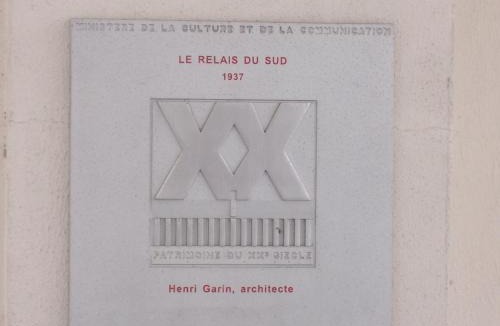 MINISTERE DE LA CULTURE ET DE LA COMMUNICATION
LE RELAIS DU SUD
1937
XX
PATRIMOINE DU XXe SIECLE
Henri Garin, architecte